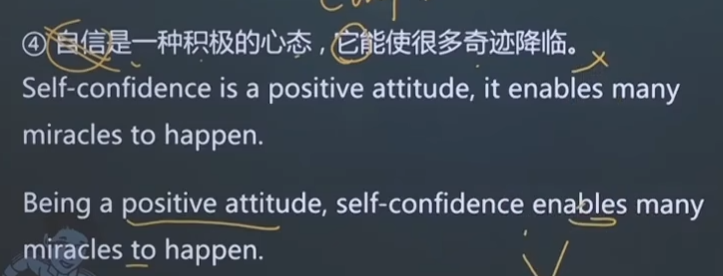 ④自信是一种积极的心态，它能使很多奇迹降临。
Self-confidence is a positive attitude, it enables many
miracles to happen.
Being a positive attitude, self-confidence enables many
miracles to happen.